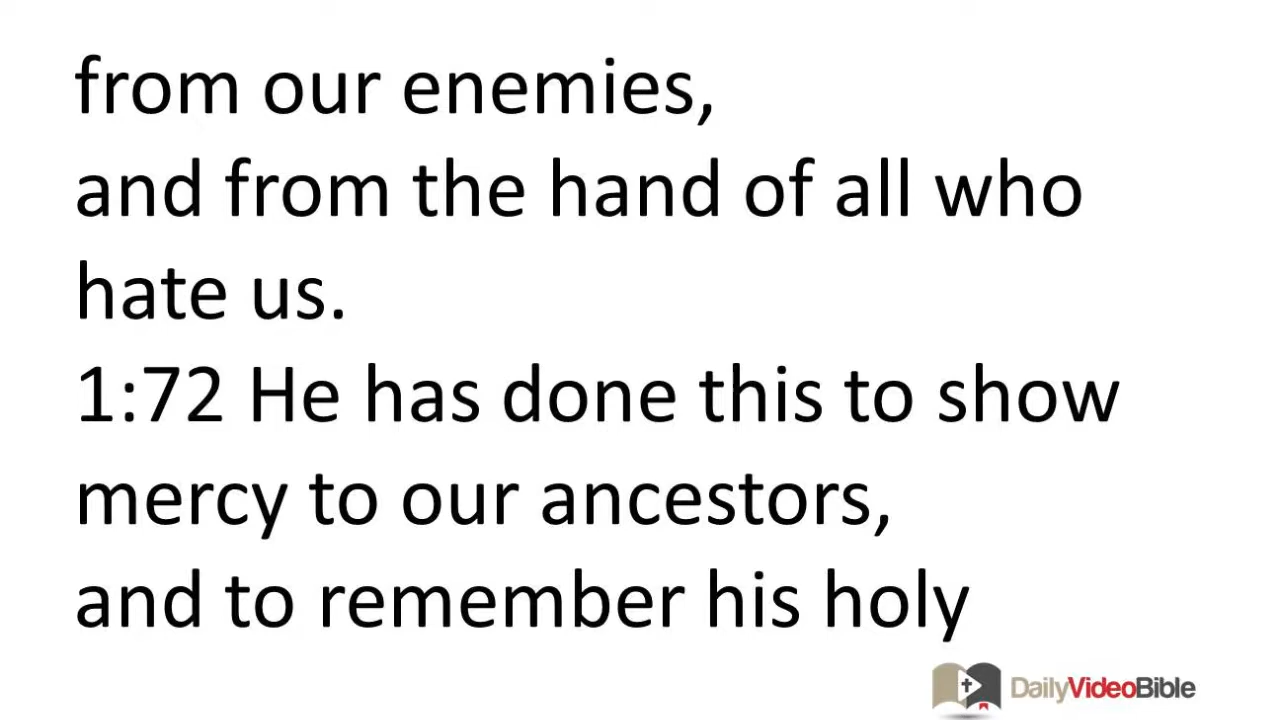 from our enemies,
and from the hand of all who
hate us.
1:72 He has done this to show
mercy to our ancestors,
and to remember his holy
DailyVideoBible